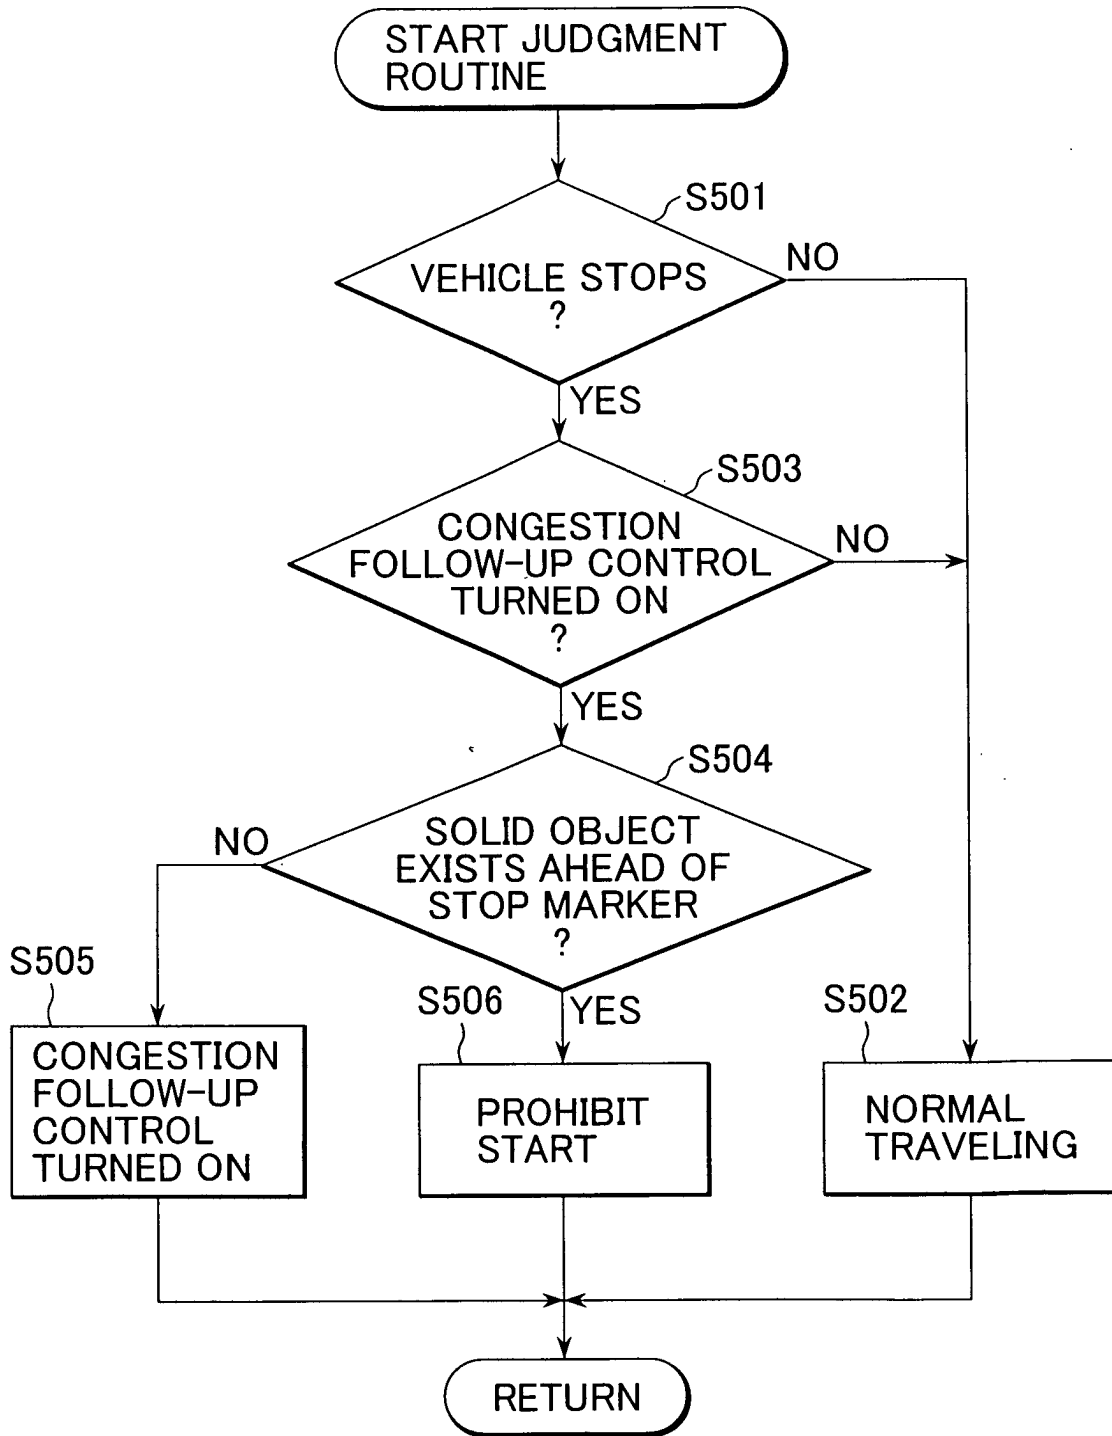 START JUDGMENT
ROUTINE
S501
VEHICLE STOPS
?
NO
YES
S503
CONGESTION
FOLLOW-UP CONTROL
TURNED ON
?
NO
YES
S504
SOLID OBJECT
EXISTS AHEAD OF
STOP MARKER
?
NO
YES
S505
CONGESTION
FOLLOW-UP
CONTROL
TURNED ON
S506
PROHIBIT
START
S502
NORMAL
TRAVELING
RETURN